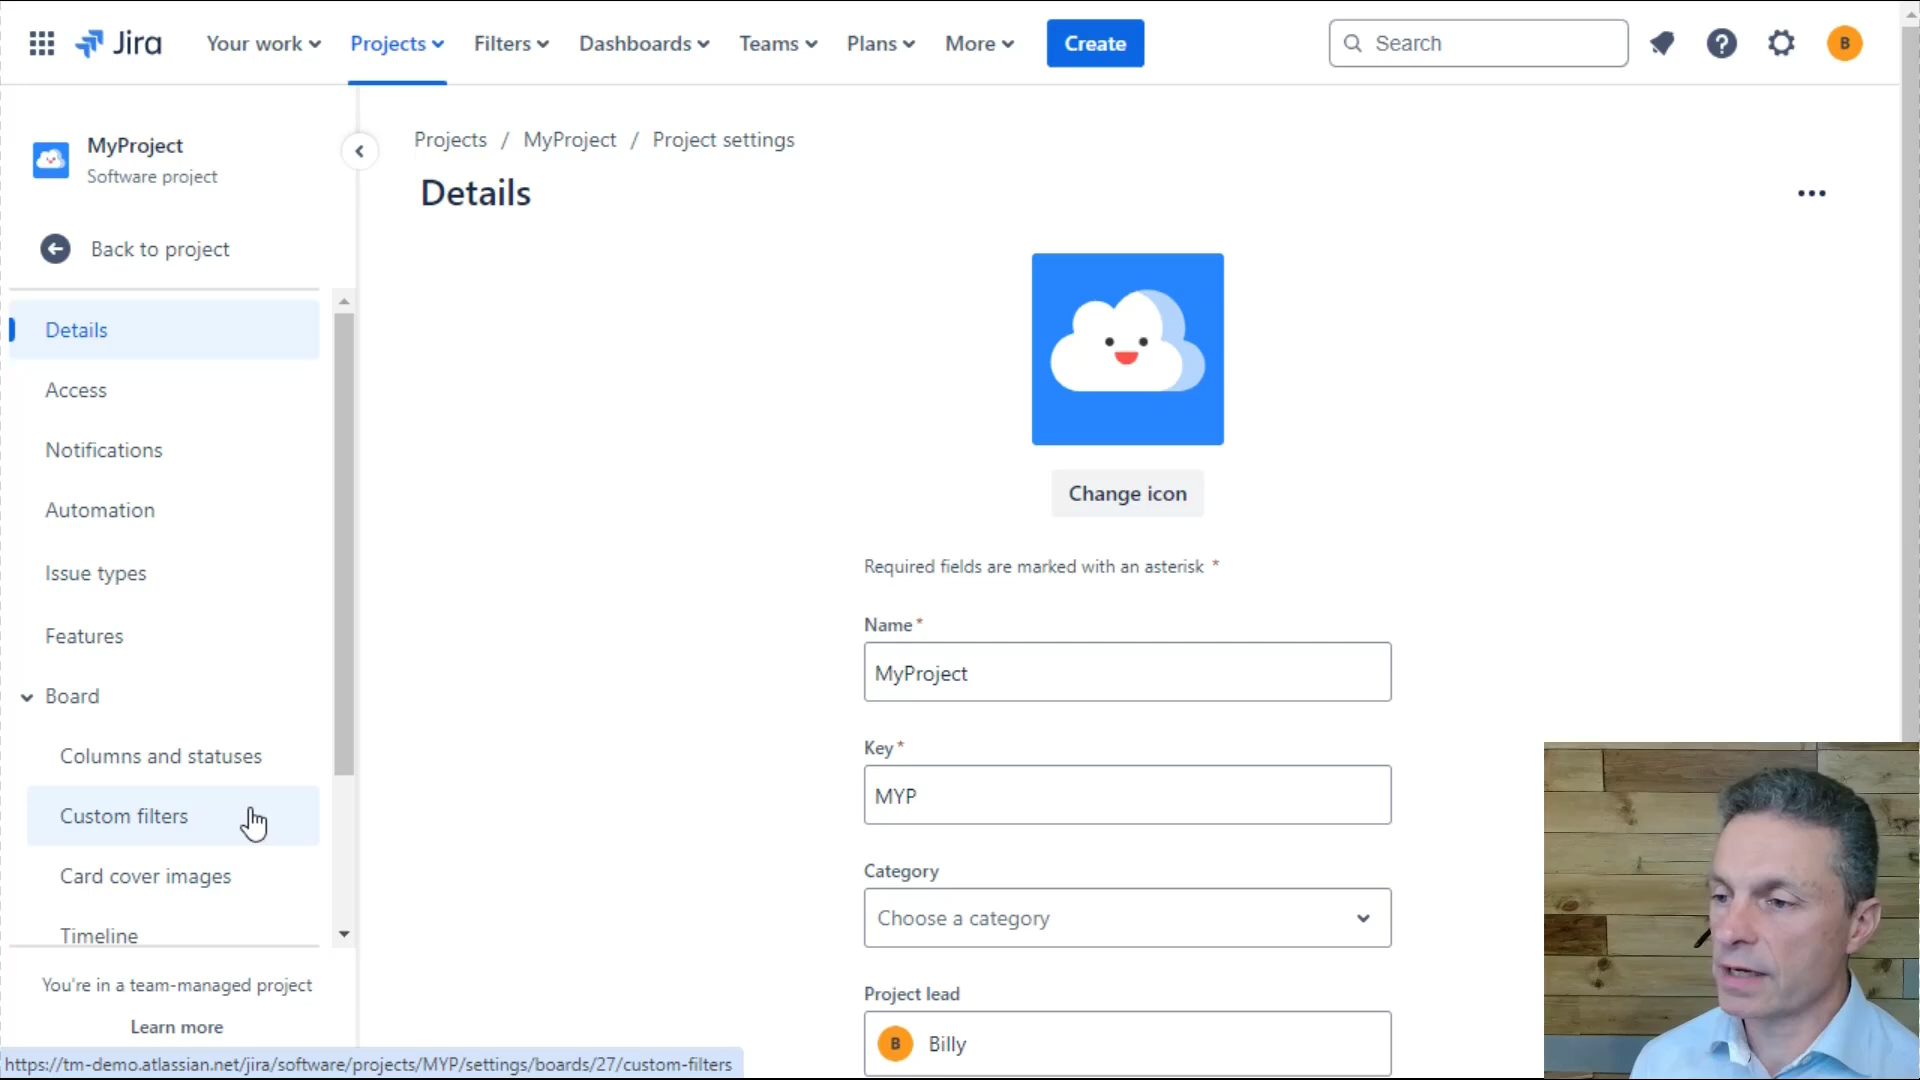 Jira
Your work
Projects
Filters
Dashboards
Teams
Plans
More
Create
Search
B
MyProject
Software project
Back to project
Details
Access
Notifications
Automation
Issue types
Features
Board
Columns and statuses
Custom filters
Card cover images
Timeline
You're in a team-managed project
Learn more
https://tm-demo.atlassian.net/jira/software/projects/MYP/settings/boards/27/custom-filters
Projects / MyProject / Project settings
Details
Change icon
Required fields are marked with an asterisk *
Name *
MyProject
Key *
MYP
Category
Choose a category
Project lead
B Billy